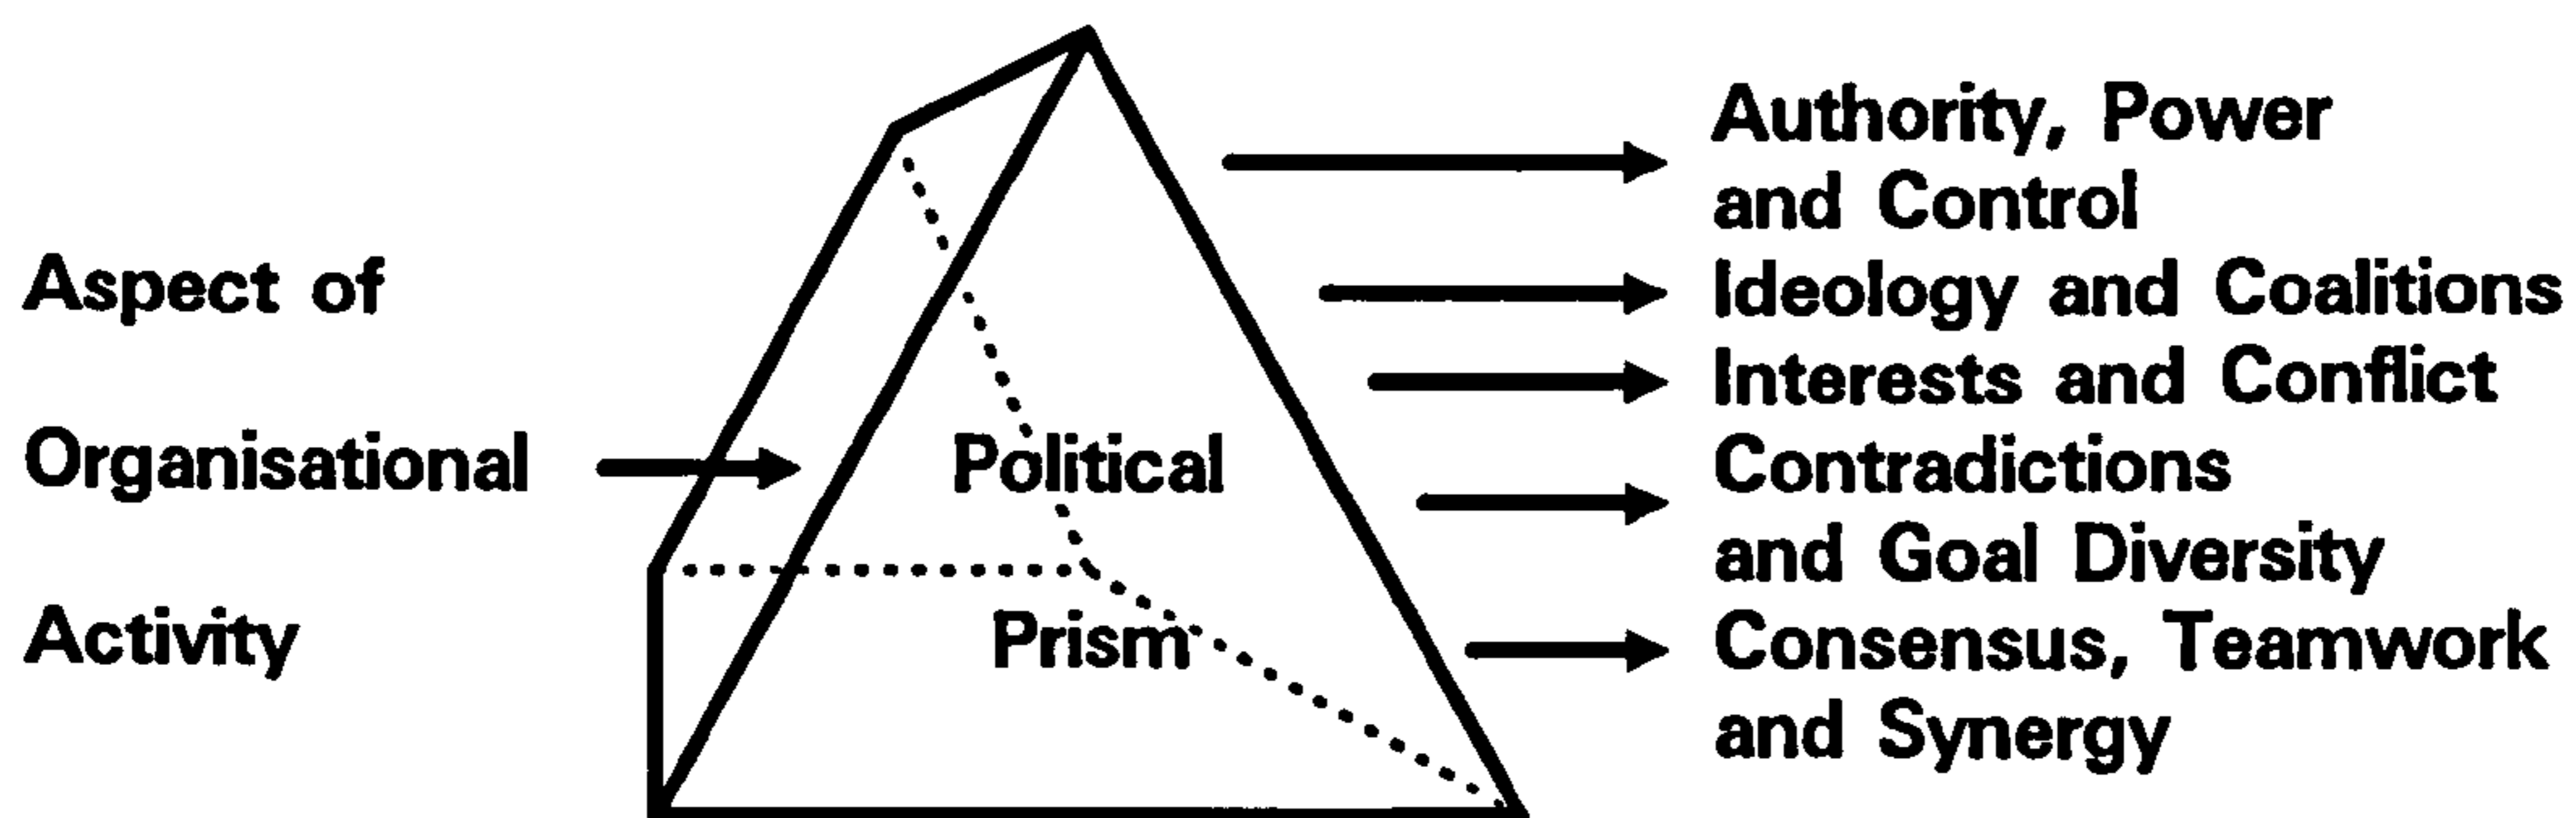 Aspect of
Organisational
Activity
Political
Prism
Authority, Power
and Control
Ideology and Coalitions
Interests and Conflict
Contradictions
and Goal Diversity
Consensus, Teamwork
and Synergy